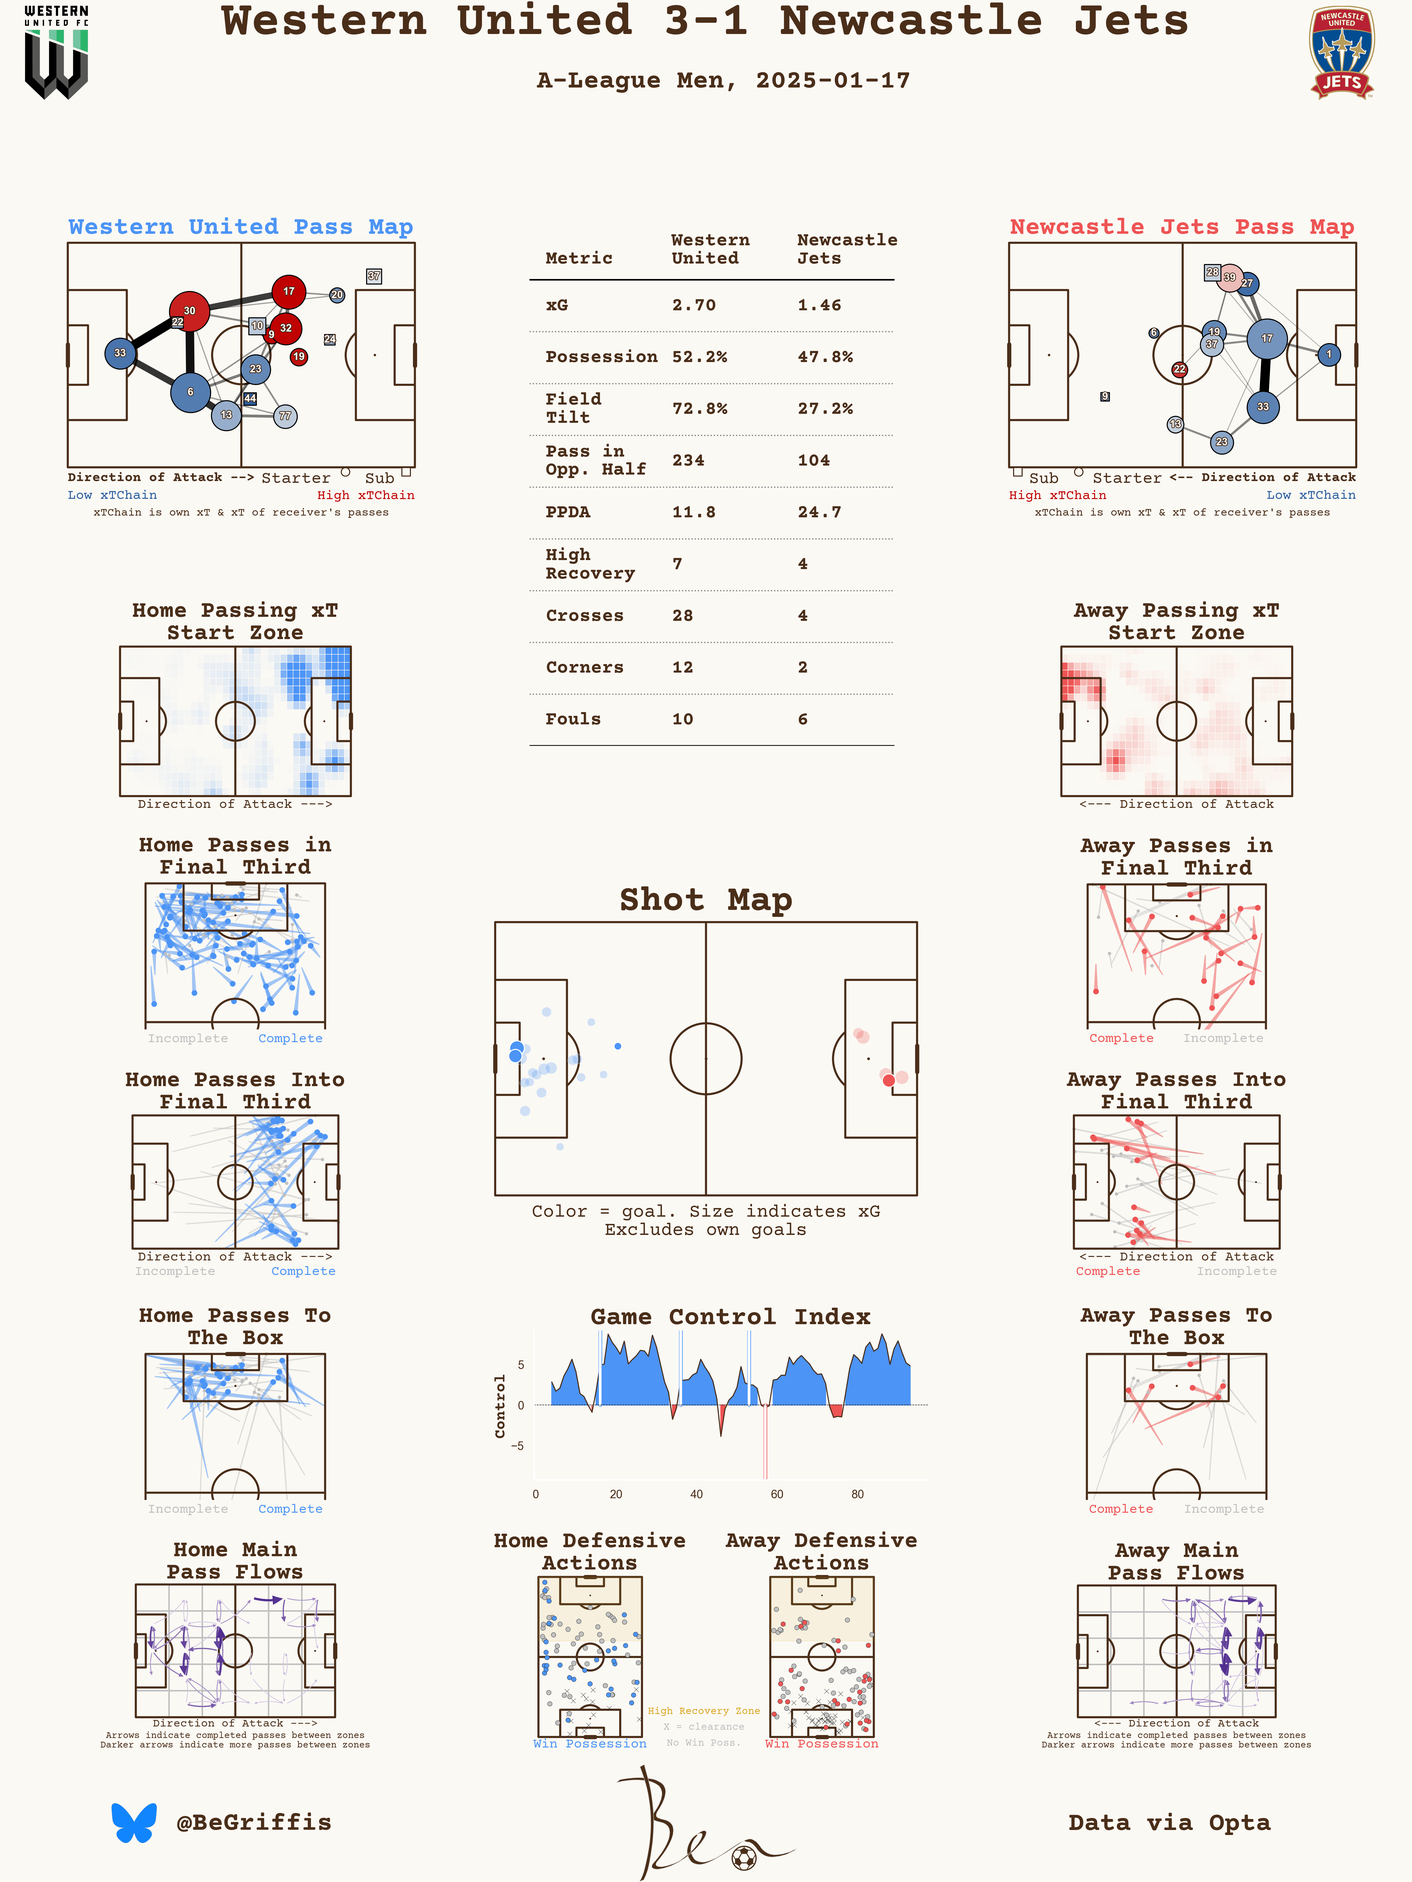 WESTERN
UNITED FC
Western United 3-1 Newcastle Jets
A-League Men, 2025-01-17
NEWCASTLE
UNITED
JETS
Western United Pass Map
37
20
17
30
22
10
32
9
24
33
19
23
6
44
13
77
Direction of Attack --> Starter Sub
Low xTChain High xTChain
xTChain is own xT & xT of receiver's passes
Metric Western United Newcastle Jets
xG 2.70 1.46
Possession 52.2% 47.8%
Field Tilt 72.8% 27.2%
Pass in Opp. Half 234 104
PPDA 11.8 24.7
High Recovery 7 4
Crosses 28 4
Corners 12 2
Fouls 10 6
Newcastle Jets Pass Map
28
39
27
6
19
37
17
1
22
9
33
13
23
Sub Starter <-- Direction of Attack
High xTChain Low xTChain
xTChain is own xT & xT of receiver's passes
Home Passing xT
Start Zone
Direction of Attack --->
Away Passing xT
Start Zone
<--- Direction of Attack
Home Passes in
Final Third
Incomplete Complete
Away Passes in
Final Third
Complete Incomplete
Shot Map
Color = goal. Size indicates xG
Excludes own goals
Home Passes Into
Final Third
Direction of Attack --->
Incomplete Complete
Away Passes Into
Final Third
<--- Direction of Attack
Complete Incomplete
Home Passes To
The Box
Incomplete Complete
Game Control Index
Control
5
0
−5
0 20 40 60 80
Away Passes To
The Box
Complete Incomplete
Home Main
Pass Flows
Direction of Attack --->
Arrows indicate completed passes between zones
Darker arrows indicate more passes between zones
Home Defensive
Actions
Win Possession
High Recovery Zone
X = clearance
No Win Poss.
Away Defensive
Actions
Win Possession
Away Main
Pass Flows
<--- Direction of Attack
Arrows indicate completed passes between zones
Darker arrows indicate more passes between zones
@BeGriffis
Ben
Data via Opta